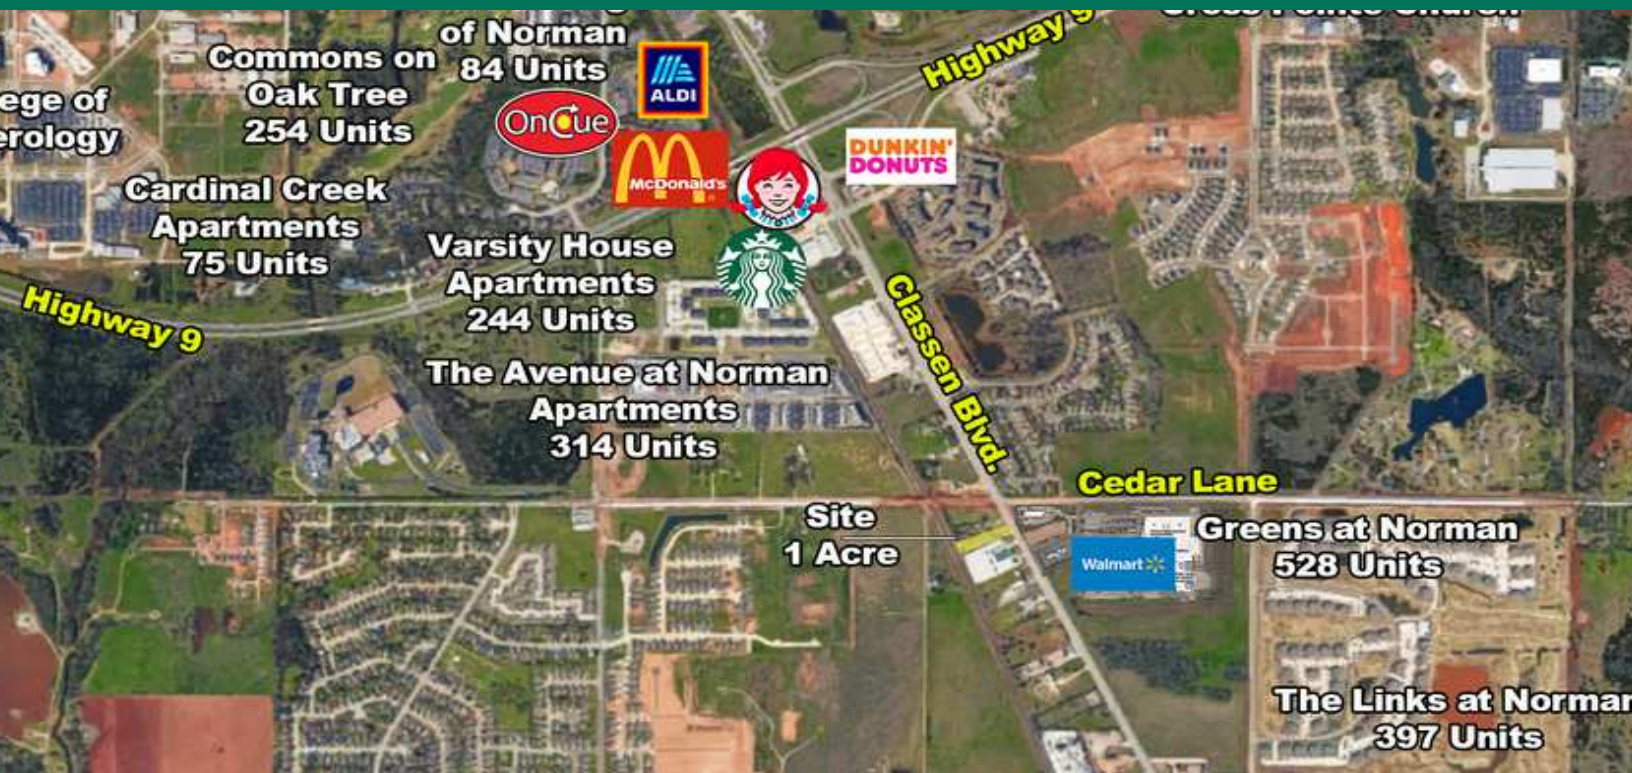 of Norman
84 Units
Commons on
Oak Tree
254 Units
ALDI
Highway 9
ege of
erology
OnCue
McDonald's
DUNKIN'
DONUTS
Cardinal Creek
Apartments
75 Units
Varsity House
Apartments
244 Units
Highway 9
Classen Blvd.
The Avenue at Norman
Apartments
314 Units
Cedar Lane
Site
1 Acre
Walmart
Greens at Norman
528 Units
The Links at Norman
397 Units